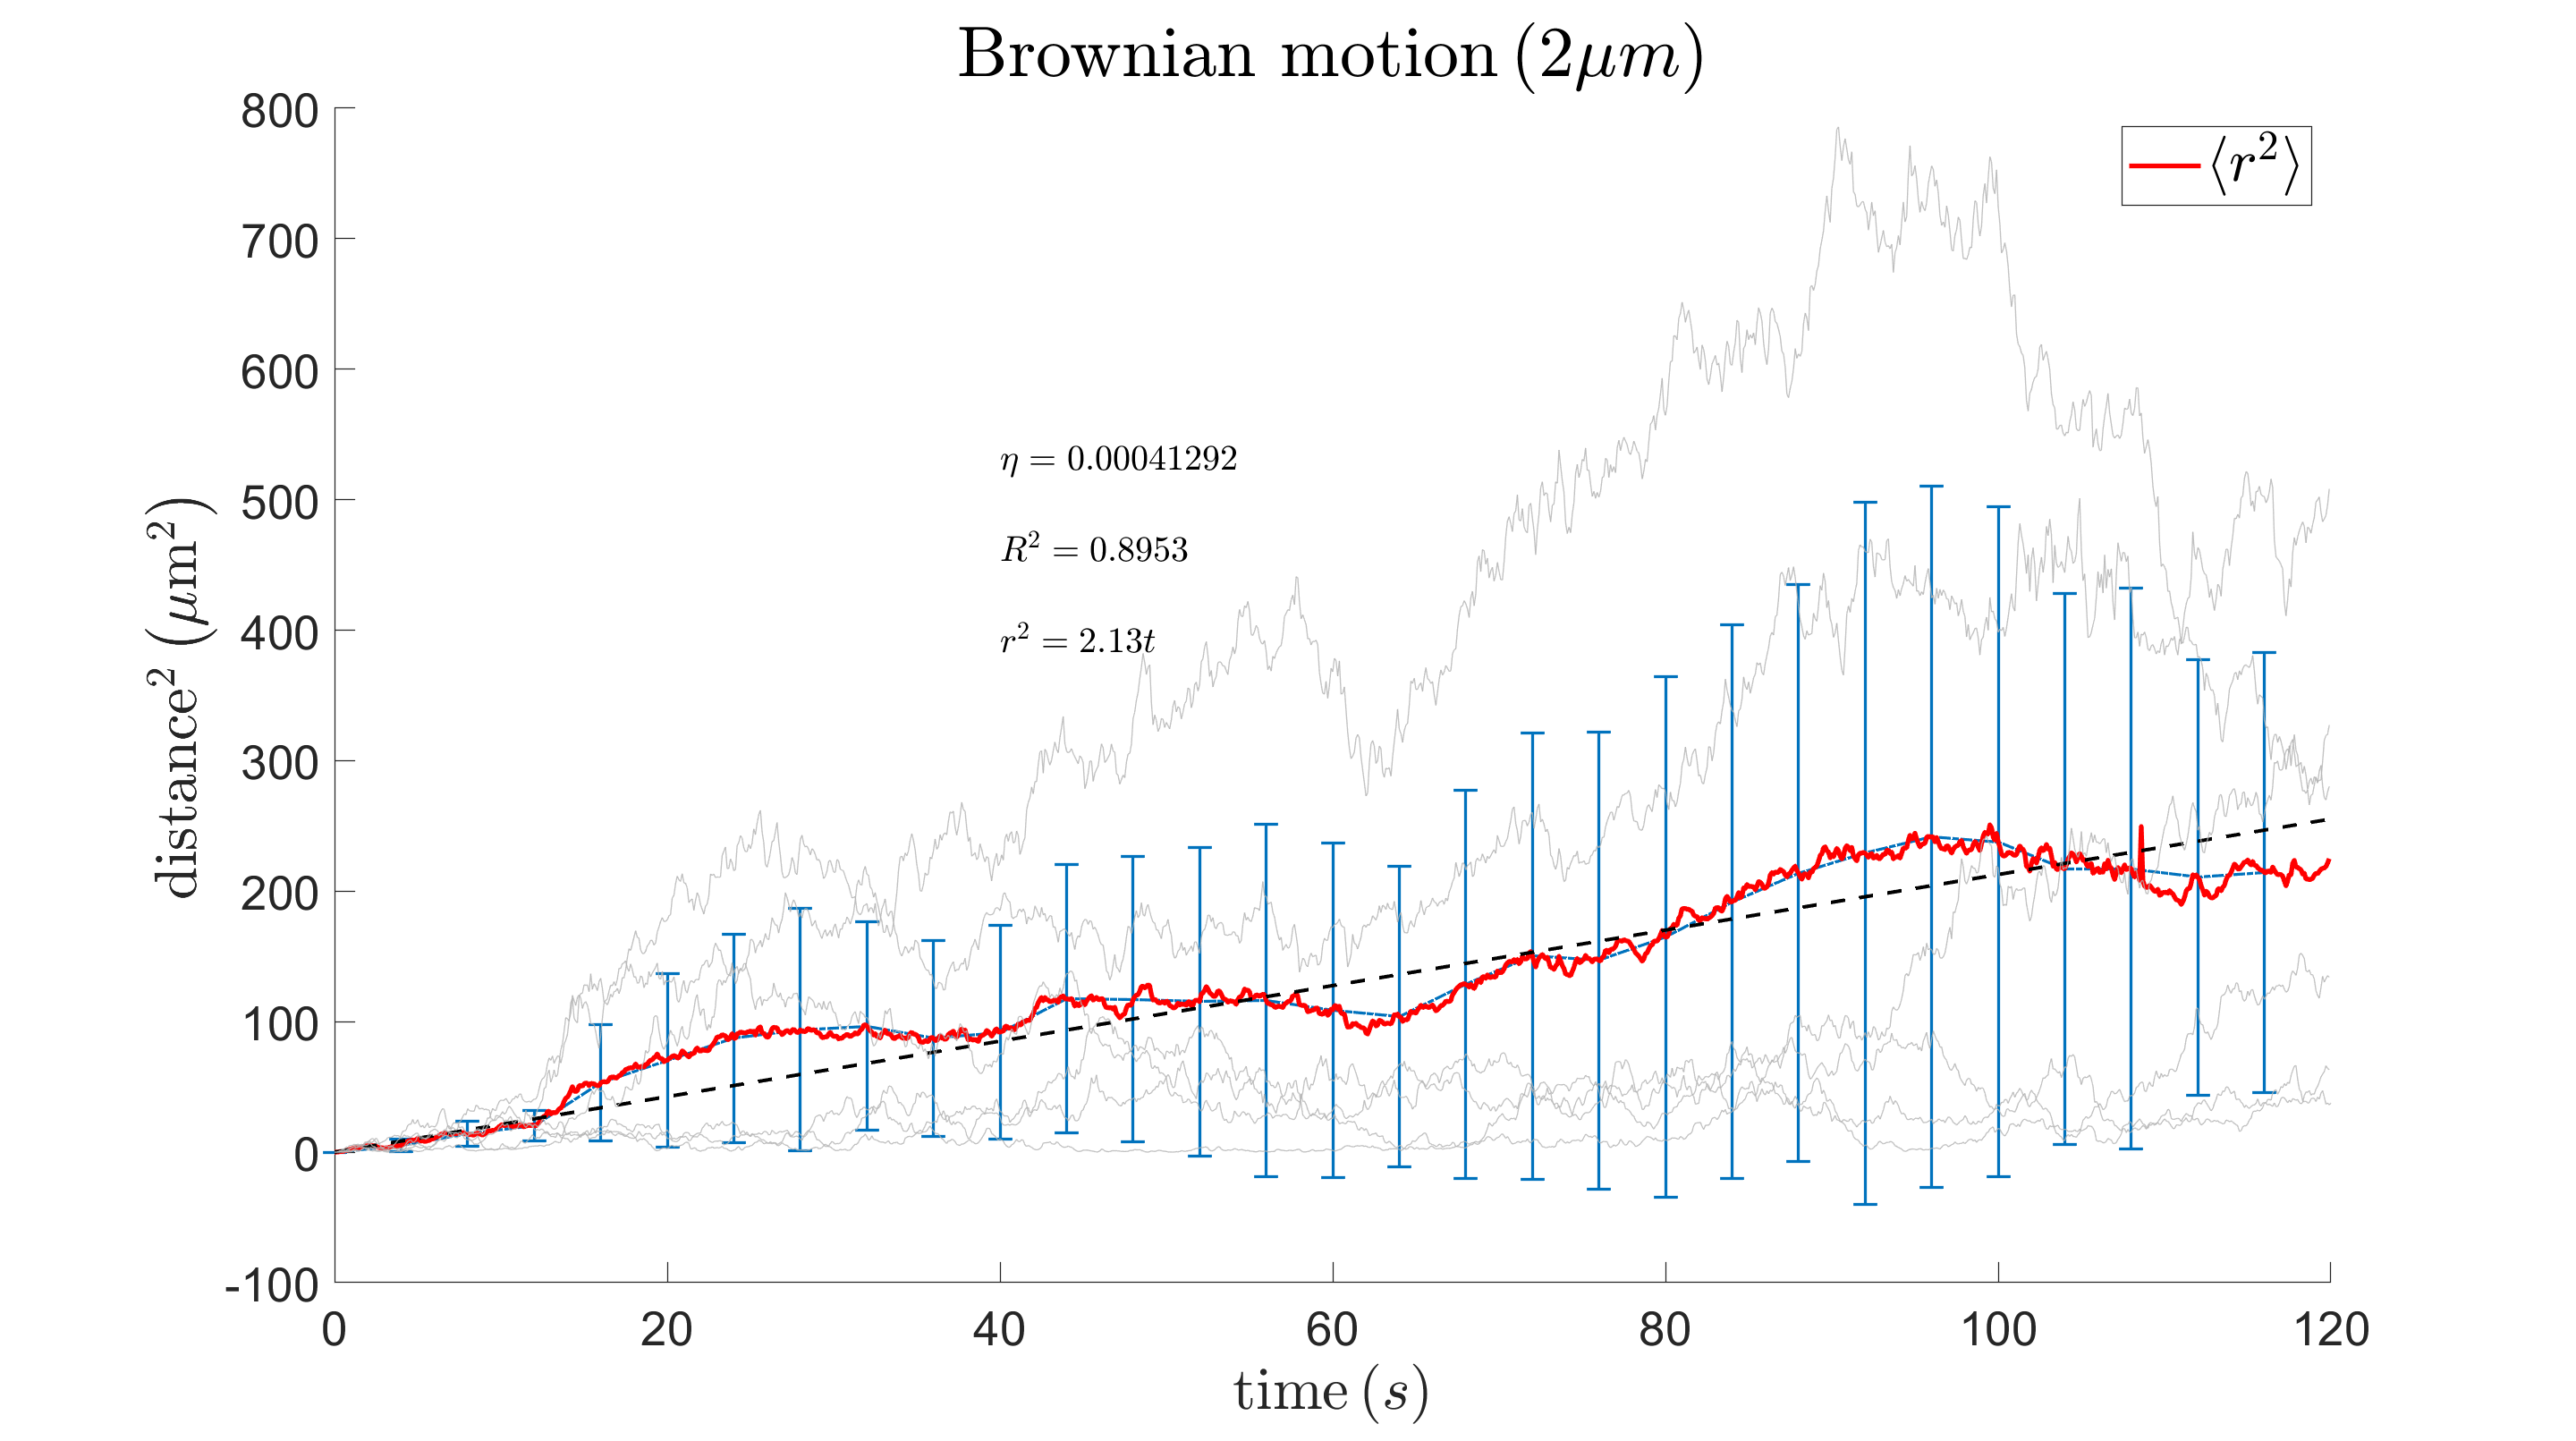 Brownian motion (2μm)
800
700
600
500
400
300
200
100
0
-100
distance² (μm²)
⟨r²⟩
η = 0.00041292
R² = 0.8953
r² = 2.13t
0 20 40 60 80 100 120
time (s)